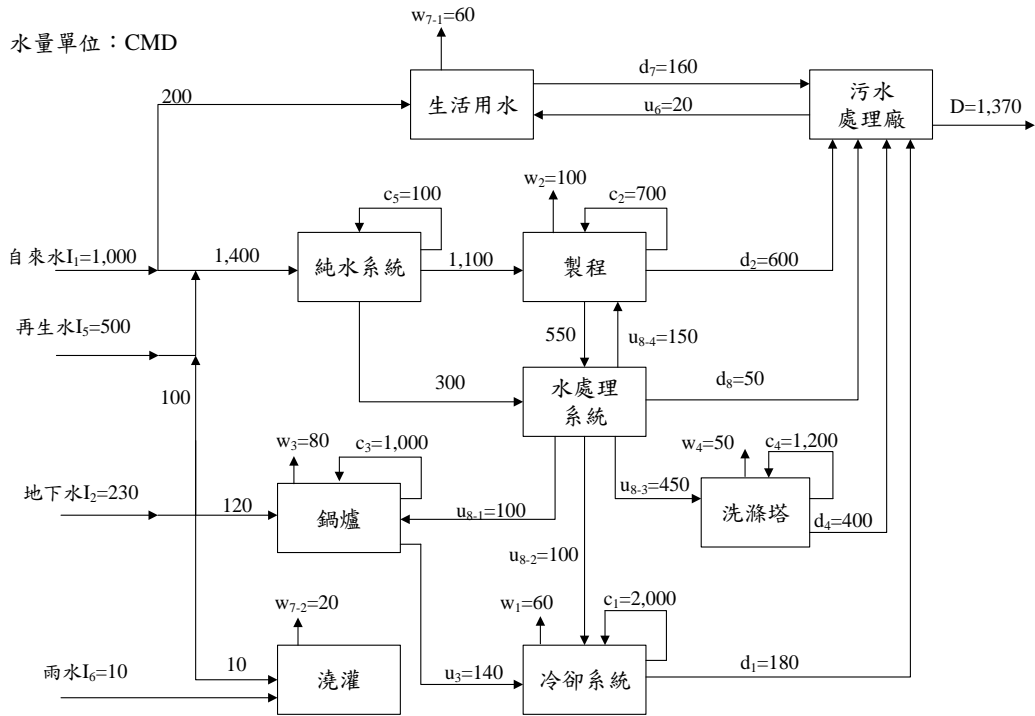 水量單位：CMD
w7-1=60
生活用水
d7=160
u6=20
污水
處理廠
D=1,370
200
自來水I1=1,000
1,400
c5=100
純水系統
1,100
w2=100
c2=700
製程
d2=600
再生水I5=500
100
300
550
u8-4=150
水處理
系統
d8=50
w3=80
c3=1,000
地下水I2=230
120
鍋爐
u8-1=100
u8-2=100
u8-3=450
w4=50
c4=1,200
洗滌塔
d4=400
w7-2=20
雨水I6=10
10
澆灌
u3=140
w1=60
c1=2,000
冷卻系統
d1=180